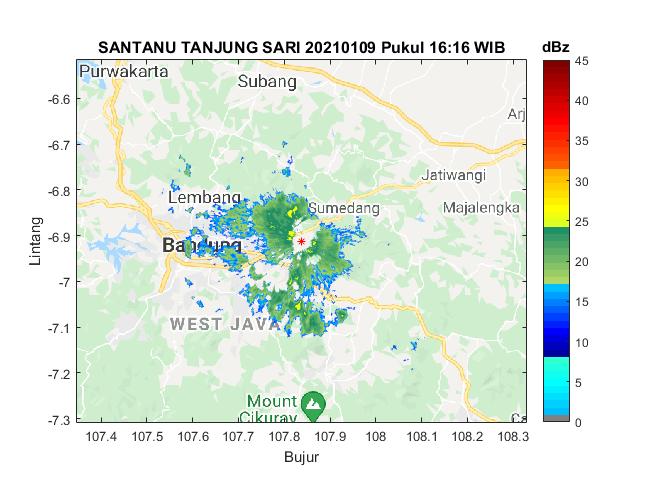 SANTANU TANJUNG SARI 20210109 Pukul 16:16 WIB
dBz
Purwakarta
Subang
Arj
Jatiwangi
Lembang
Sumedang
Majalengka
Bandung
WEST JAVA
Mount
Cikuray
-6.6
-6.7
-6.8
-6.9
-7
-7.1
-7.2
-7.3
Lintang
107.4 107.5 107.6 107.7 107.8 107.9 108 108.1 108.2 108.3
Bujur
45
40
35
30
25
20
15
10
5
0